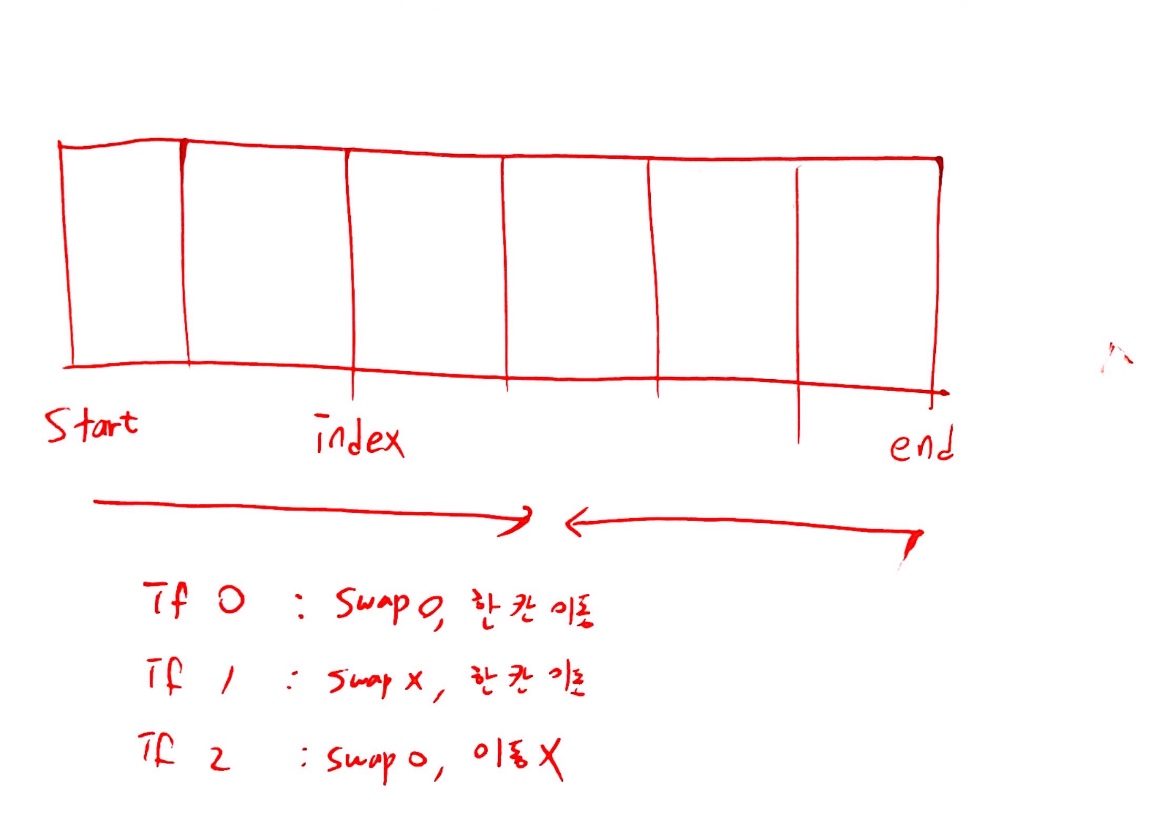 Start index end
If 0 : Swap O, 한 칸 이동
If 1 : swap X, 한 칸 이동
If 2 : swap O, 이동 X